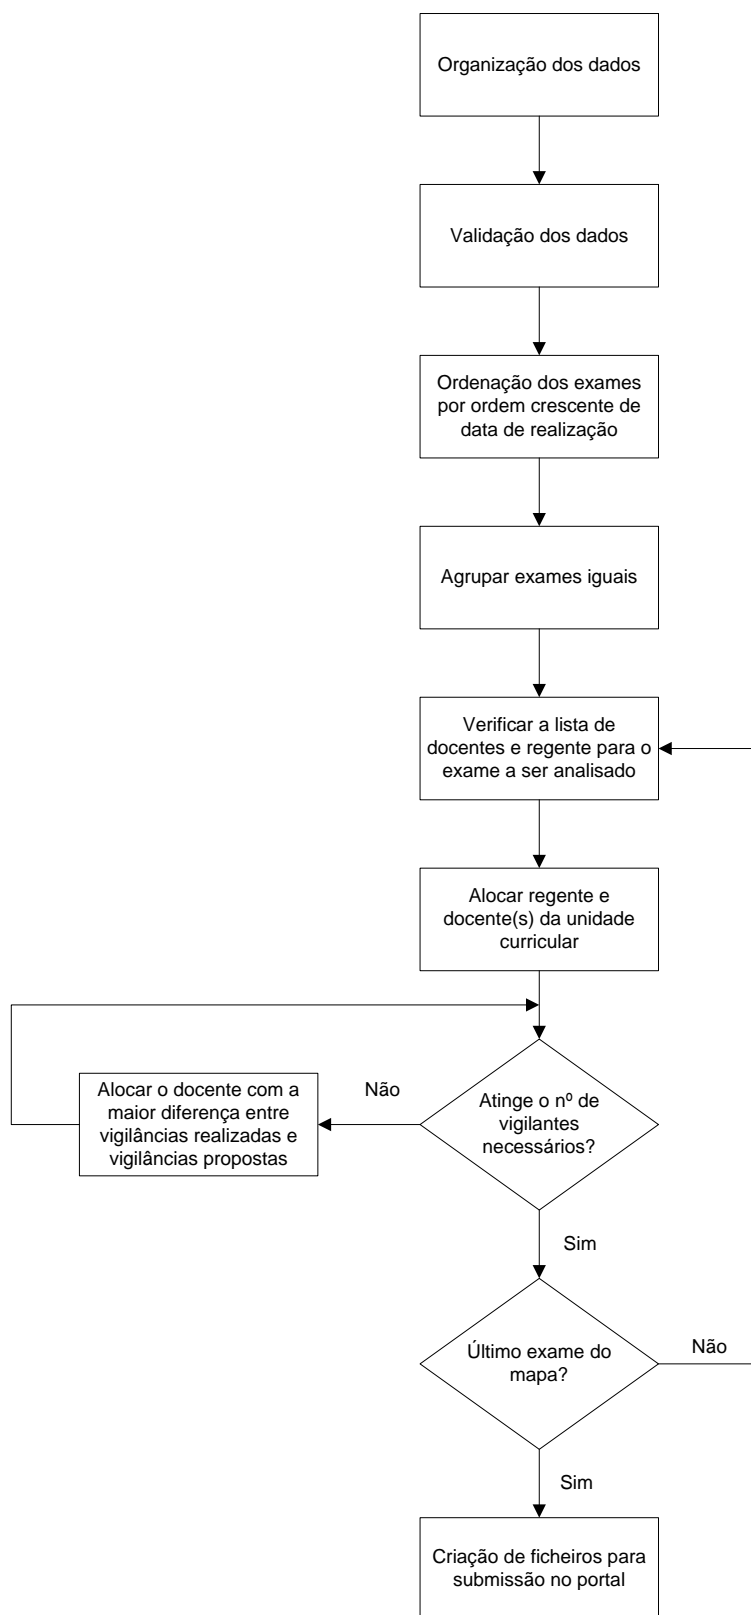 Organização dos dados
Validação dos dados
Ordenação dos exames
por ordem crescente de
data de realização
Agrupar exames iguais
Verificar a lista de
docentes e regente para o
exame a ser analisado
Alocar regente e
docente(s) da unidade
curricular
Alocar o docente com a
maior diferença entre
vigilâncias realizadas e
vigilâncias propostas
Não
Atinge o nº de
vigilantes
necessários?
Sim
Último exame do
mapa?
Não
Sim
Criação de ficheiros para
submissão no portal